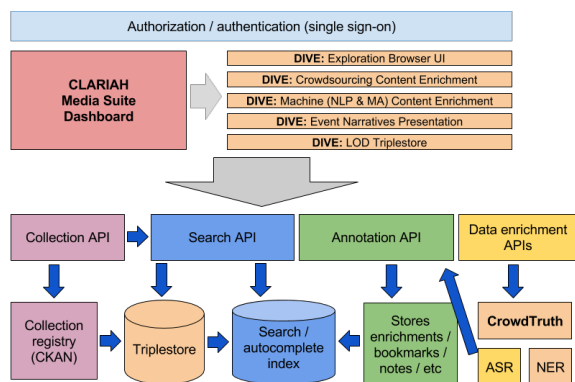 Authorization / authentication (single sign-on)
CLARIAH
Media Suite
Dashboard
DIVE: Exploration Browser UI
DIVE: Crowdsourcing Content Enrichment
DIVE: Machine (NLP & MA) Content Enrichment
DIVE: Event Narratives Presentation
DIVE: LOD Triplestore
Collection API
Search API
Annotation API
Data enrichment
APIs
Collection
registry
(CKAN)
Triplestore
Search /
autocomplete
index
Stores
enrichments /
bookmarks /
notes / etc
CrowdTruth
ASR
NER